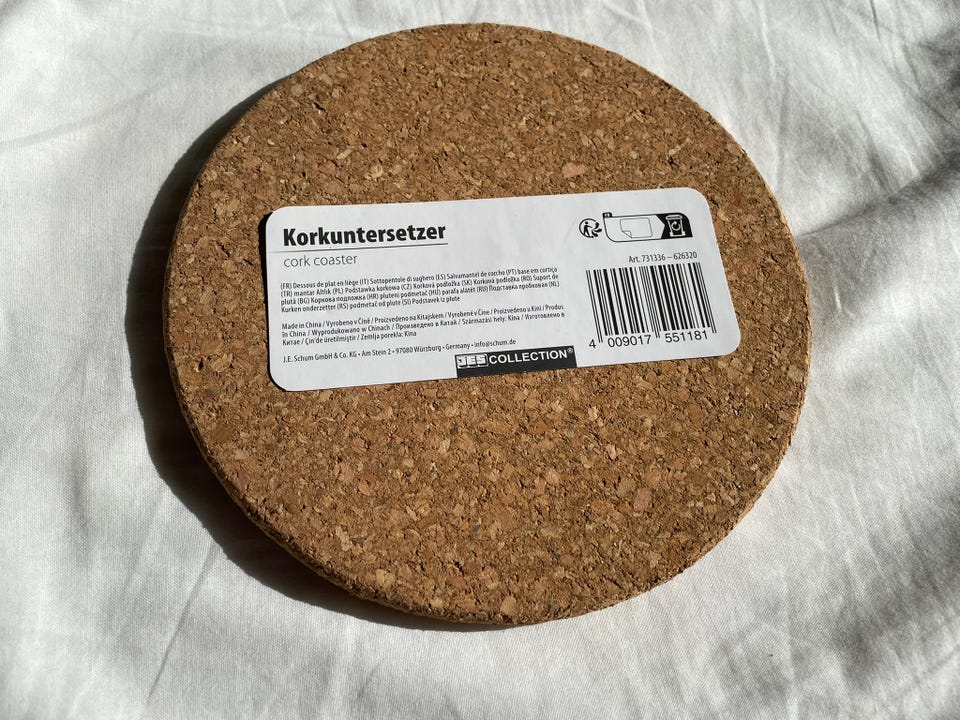 Korkuntersetzer
cork coaster
(FR) Dessous de plat en liège (IT) Sottopentole di sughero (ES) Salvamantel de corcho (PT) base em cortiça
(TR) mantar Altlık (PL) Podstawka korkowa (CZ) Korková podložka (SK) Korková podložka (RO) Suport de
plută (BG) Коркова подложка (HR) pluteni podmetač (HU) parafa alátét (RU) Подставка пробковая (NL)
Kurken onderzetter (RS) podmetač od plute (SI) Podstavek iz plute
Made in China / Vyrobeno v Číně / Proizvedeno na Kitajskem / Vyrobené v Číne / Proizvedeno u Kini / Produs
in China / Wyprodukowano w Chinach / Произведено в Китай / Származási hely: Kína / Изготовлено в
Китае / Çin'de üretilmiştir / Zemlja porekla: Kina
J.E. Schum GmbH & Co. KG • Am Stein 2 • 97080 Würzburg • Germany • info@schum.de
JES COLLECTION®
Art. 731336 – 626320
4 009017 551181